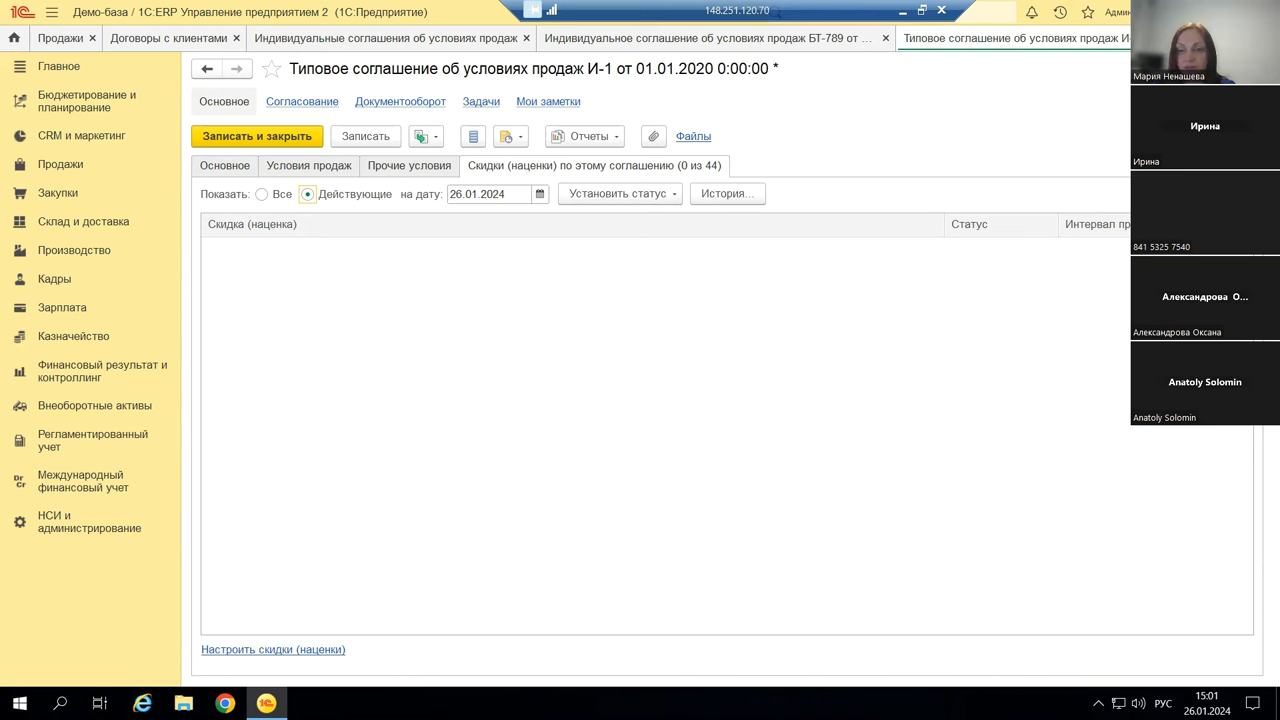 Демо-база / 1С:ERP Управление предприятием 2 (1С:Предприятие)
148.251.120.70
Продажи
Договоры с клиентами
Индивидуальные соглашения об условиях продаж
Индивидуальное соглашение об условиях продаж БТ-789 от ...
Типовое соглашение об условиях продаж И-
Главное
Бюджетирование и
планирование
CRM и маркетинг
Продажи
Закупки
Склад и доставка
Производство
Кадры
Зарплата
Казначейство
Финансовый результат и
контроллинг
Внеоборотные активы
Регламентированный
учет
Международный
финансовый учет
НСИ и
администрирование
Типовое соглашение об условиях продаж И-1 от 01.01.2020 0:00:00 *
Основное
Согласование
Документооборот
Задачи
Мои заметки
Записать и закрыть
Записать
Отчеты
Файлы
Основное
Условия продаж
Прочие условия
Скидки (наценки) по этому соглашению (0 из 44)
Показать:
Все
Действующие
на дату:
26.01.2024
Установить статус
История...
Скидка (наценка)
Статус
Интервал пр
Настроить скидки (наценки)
Мария Ненашева
Ирина
Ирина
841 5325 7540
Александрова О...
Александрова Оксана
Anatoly Solomin
Anatoly Solomin
РУС
15:01
26.01.2024